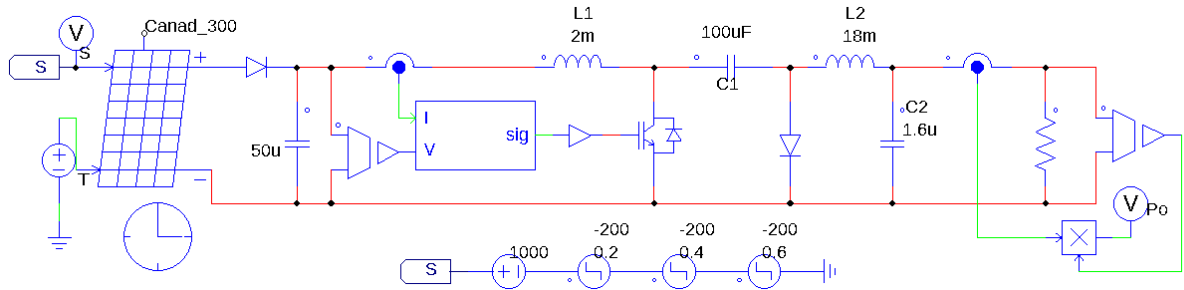 L1
2m
L2
18m
V
S
Canad_300
100uF
C1
S
+
I
V
sig
C2
1.6u
50u
T
−
V
Po
-200
-200
-200
1000
0.2
0.4
0.6
S